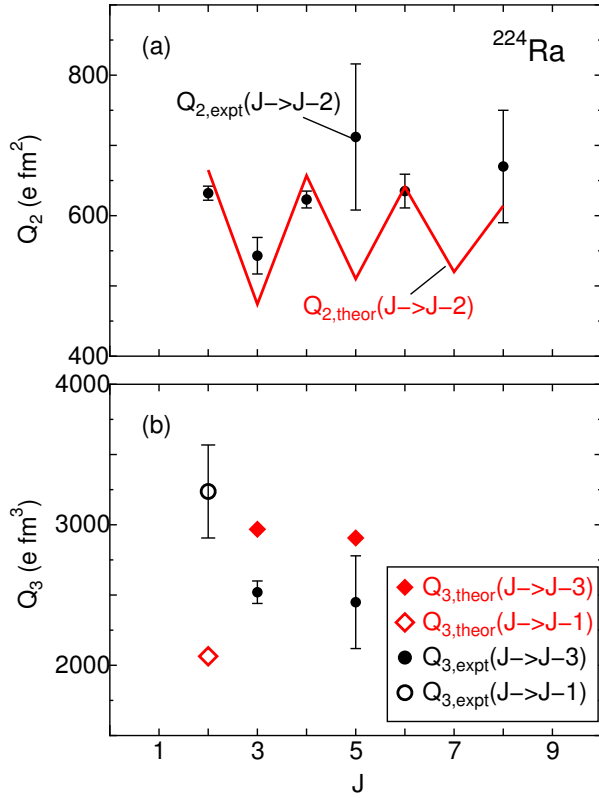 (a)
²²⁴Ra
800
600
400
Q₂ (e fm²)
Q₂,expt(J−>J−2)
Q₂,theor(J−>J−2)
(b)
4000
3000
2000
Q₃ (e fm³)
Q₃,theor(J−>J−3)
Q₃,theor(J−>J−1)
Q₃,expt(J−>J−3)
Q₃,expt(J−>J−1)
1 3 5 7 9
J